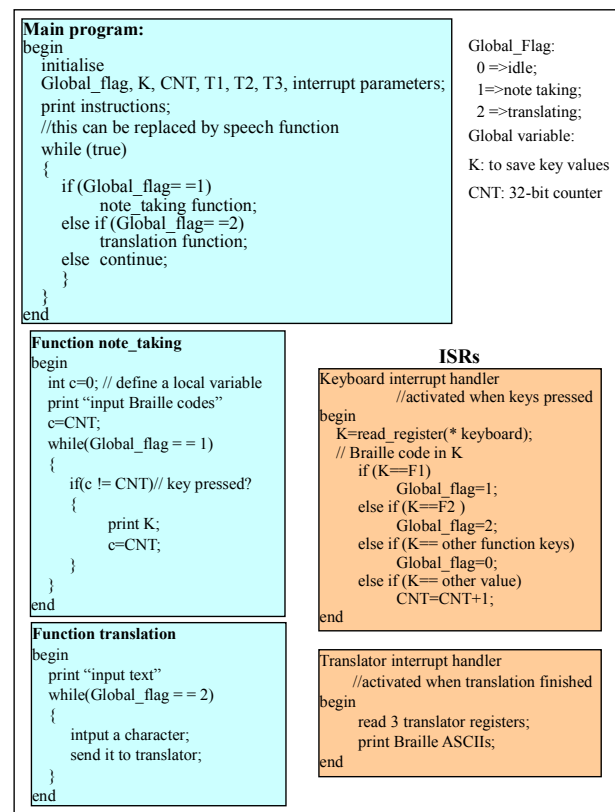 Main program:
begin
initialise
Global_flag, K, CNT, T1, T2, T3, interrupt parameters;
print instructions;
//this can be replaced by speech function
while (true)
{
if (Global_flag= =1)
note_taking function;
else if (Global_flag= =2)
translation function;
else  continue;
}
}
end
Global_Flag:
0 =>idle;
1=>note taking;
2 =>translating;
Global variable:
K: to save key values
CNT: 32-bit counter
Function note_taking
begin
int c=0; // define a local variable
print “input Braille codes”
c=CNT;
while(Global_flag = = 1)
{
if(c != CNT)// key pressed?
{
print K;
c=CNT;
}
}
end
Function translation
begin
print “input text”
while(Global_flag = = 2)
{
intput a character;
send it to translator;
}
end
ISRs
Keyboard interrupt handler
//activated when keys pressed
begin
K=read_register(* keyboard);
// Braille code in K
if (K==F1)
Global_flag=1;
else if (K==F2 )
Global_flag=2;
else if (K== other function keys)
Global_flag=0;
else if (K== other value)
CNT=CNT+1;
end
Translator interrupt handler
//activated when translation finished
begin
read 3 translator registers;
print Braille ASCIIs;
end